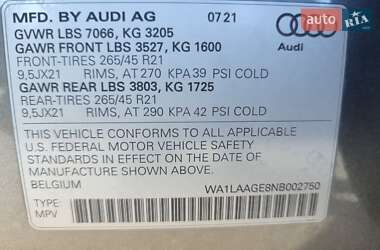 MFD. BY AUDI AG 07/21
GVWR LBS 7066, KG 3205
GAWR FRONT LBS 3527, KG 1600
FRONT-TIRES 265/45 R21
9,5JX21 RIMS, AT 270 KPA 39 PSI COLD
GAWR REAR LBS 3803, KG 1725
REAR-TIRES 265/45 R21
9,5JX21 RIMS, AT 290 KPA 42 PSI COLD
Audi
THIS VEHICLE CONFORMS TO ALL APPLICABLE
U.S. FEDERAL MOTOR VEHICLE SAFETY
STANDARDS IN EFFECT ON THE DATE OF
MANUFACTURE SHOWN ABOVE
BELGIUM WA1LAAGE8NB002750
TYPE:
MPV
AUTO RIA